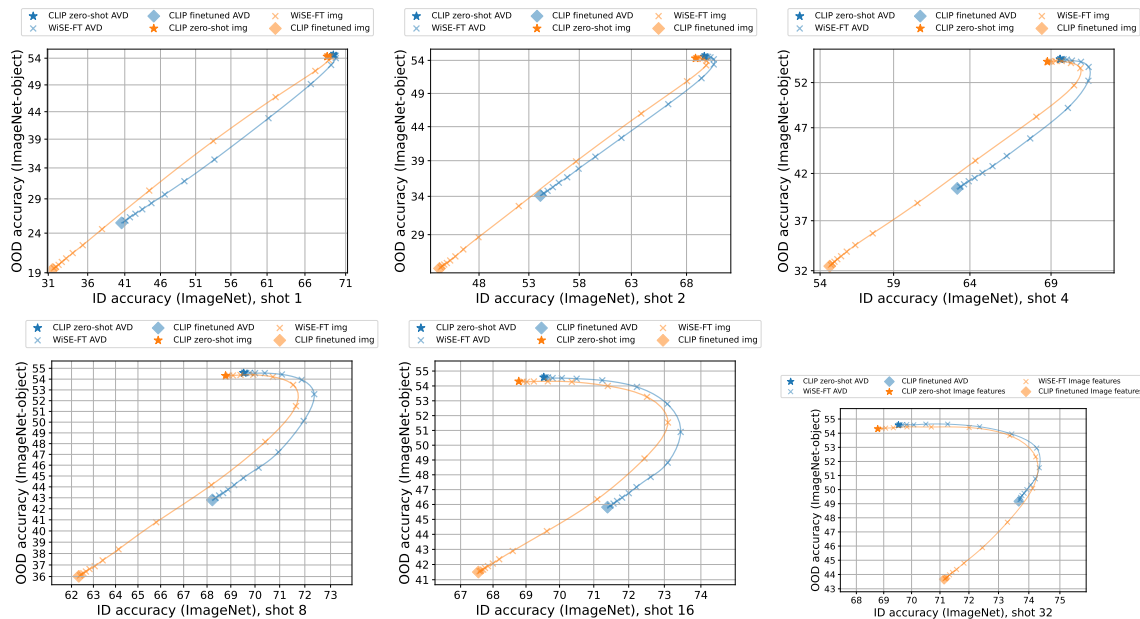 CLIP zero-shot AVD CLIP finetuned AVD WiSE-FT img
WiSE-FT AVD CLIP zero-shot img CLIP finetuned img
OOD accuracy (ImageNet-object)
54
49
44
39
34
29
24
19
31 36 41 46 51 56 61 66 71
ID accuracy (ImageNet), shot 1
CLIP zero-shot AVD CLIP finetuned AVD WiSE-FT img
WiSE-FT AVD CLIP zero-shot img CLIP finetuned img
OOD accuracy (ImageNet-object)
54
49
44
39
34
29
48 53 58 63 68
ID accuracy (ImageNet), shot 2
CLIP zero-shot AVD CLIP finetuned AVD WiSE-FT img
WiSE-FT AVD CLIP zero-shot img CLIP finetuned img
OOD accuracy (ImageNet-object)
52
47
42
37
32
54 59 64 69
ID accuracy (ImageNet), shot 4
CLIP zero-shot AVD CLIP finetuned AVD WiSE-FT img
WiSE-FT AVD CLIP zero-shot img CLIP finetuned img
OOD accuracy (ImageNet-object)
55
54
53
52
51
50
49
48
47
46
45
44
43
42
41
40
39
38
37
36
62 63 64 65 66 67 68 69 70 71 72 73
ID accuracy (ImageNet), shot 8
CLIP zero-shot AVD CLIP finetuned AVD WiSE-FT img
WiSE-FT AVD CLIP zero-shot img CLIP finetuned img
OOD accuracy (ImageNet-object)
55
54
53
52
51
50
49
48
47
46
45
44
43
42
41
67 68 69 70 71 72 73 74
ID accuracy (ImageNet), shot 16
CLIP zero-shot AVD CLIP finetuned AVD WiSE-FT Image features
WiSE-FT AVD CLIP zero-shot Image features CLIP finetuned Image features
OOD accuracy (ImageNet-object)
55
54
53
52
51
50
49
48
47
46
45
44
43
68 69 70 71 72 73 74 75
ID accuracy (ImageNet), shot 32